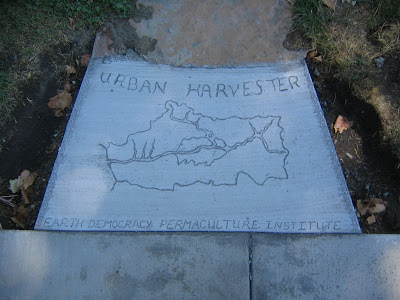 URBAN HARVESTER
EARTH DEMOCRACY PERMACULTURE INSTITUTE